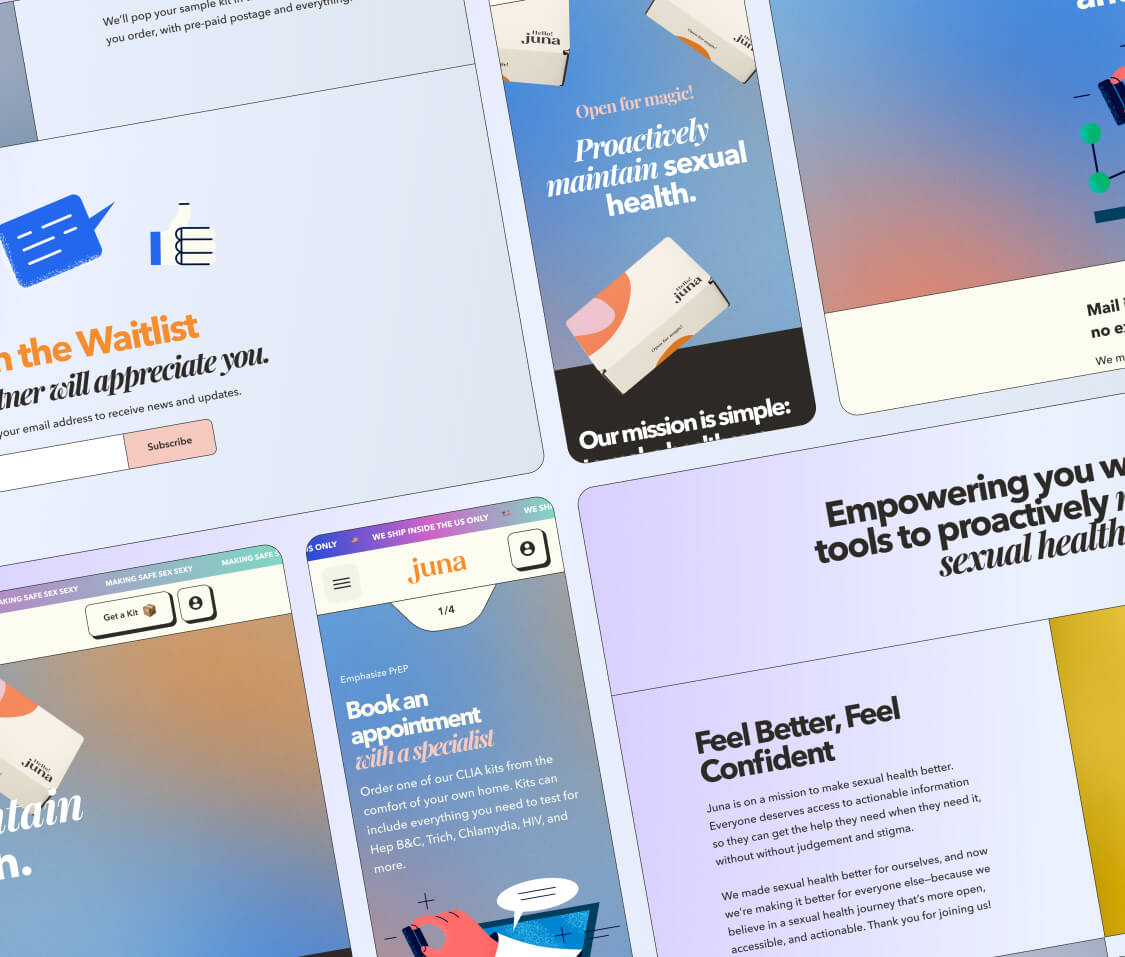 We'll pop your sample kit in
you order, with pre-paid postage and everything.
the Waitlist
will appreciate you.
your email address to receive news and updates.
Subscribe
Hello!
juna
Hello!
juna
Open for magic!
Open for magic!
Proactively
maintain sexual
health.
Hello!
juna
Open for magic!
Our mission is simple:
Mail
no
We
MAKING SAFE SEX SEXY
MAKING SAFE SEX SEXY
MAKING SAFE
Get a Kit
Hello!
juna
US ONLY
WE SHIP INSIDE THE US ONLY
WE
juna
1/4
Emphasize PrEP
Book an
appointment
with a specialist
Order one of our CLIA kits from the
comfort of your own home. Kits can
include everything you need to test for
Hep B&C, Trich, Chlamydia, HIV, and
more.
Empowering you
tools to proactively
sexual health
Feel Better, Feel
Confident
Juna is on a mission to make sexual health better.
Everyone deserves access to actionable information
so they can get the help they need when they need it,
without without judgement and stigma.
We made sexual health better for ourselves, and now
we're making it better for everyone else—because we
believe in a sexual health journey that's more open,
accessible, and actionable. Thank you for joining us!